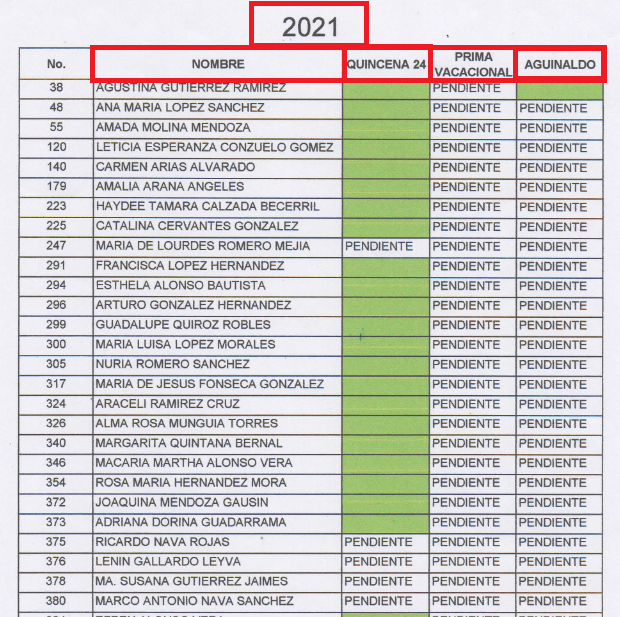 2021
No. NOMBRE QUINCENA 24 PRIMA VACACIONAL AGUINALDO
38 AGUSTINA GUTIERREZ RAMIREZ PENDIENTE
48 ANA MARIA LOPEZ SANCHEZ PENDIENTE PENDIENTE
55 AMADA MOLINA MENDOZA PENDIENTE PENDIENTE
120 LETICIA ESPERANZA CONZUELO GOMEZ PENDIENTE PENDIENTE
140 CARMEN ARIAS ALVARADO PENDIENTE PENDIENTE
179 AMALIA ARANA ANGELES PENDIENTE PENDIENTE
223 HAYDEE TAMARA CALZADA BECERRIL PENDIENTE PENDIENTE
225 CATALINA CERVANTES GONZALEZ PENDIENTE PENDIENTE
247 MARIA DE LOURDES ROMERO MEJIA PENDIENTE PENDIENTE PENDIENTE
291 FRANCISCA LOPEZ HERNANDEZ PENDIENTE PENDIENTE
294 ESTHELA ALONSO BAUTISTA PENDIENTE PENDIENTE
296 ARTURO GONZALEZ HERNANDEZ PENDIENTE PENDIENTE
299 GUADALUPE QUIROZ ROBLES PENDIENTE PENDIENTE
300 MARIA LUISA LOPEZ MORALES PENDIENTE PENDIENTE
305 NURIA ROMERO SANCHEZ PENDIENTE PENDIENTE
317 MARIA DE JESUS FONSECA GONZALEZ PENDIENTE PENDIENTE
324 ARACELI RAMIREZ CRUZ PENDIENTE PENDIENTE
326 ALMA ROSA MUNGUIA TORRES PENDIENTE PENDIENTE
340 MARGARITA QUINTANA BERNAL PENDIENTE PENDIENTE
346 MACARIA MARTHA ALONSO VERA PENDIENTE PENDIENTE
354 ROSA MARIA HERNANDEZ MORA PENDIENTE PENDIENTE
372 JOAQUINA MENDOZA GAUSIN PENDIENTE PENDIENTE
373 ADRIANA DORINA GUADARRAMA PENDIENTE PENDIENTE
375 RICARDO NAVA ROJAS PENDIENTE PENDIENTE PENDIENTE
376 LENIN GALLARDO LEYVA PENDIENTE PENDIENTE PENDIENTE
378 MA. SUSANA GUTIERREZ JAIMES PENDIENTE PENDIENTE PENDIENTE
380 MARCO ANTONIO NAVA SANCHEZ PENDIENTE PENDIENTE PENDIENTE